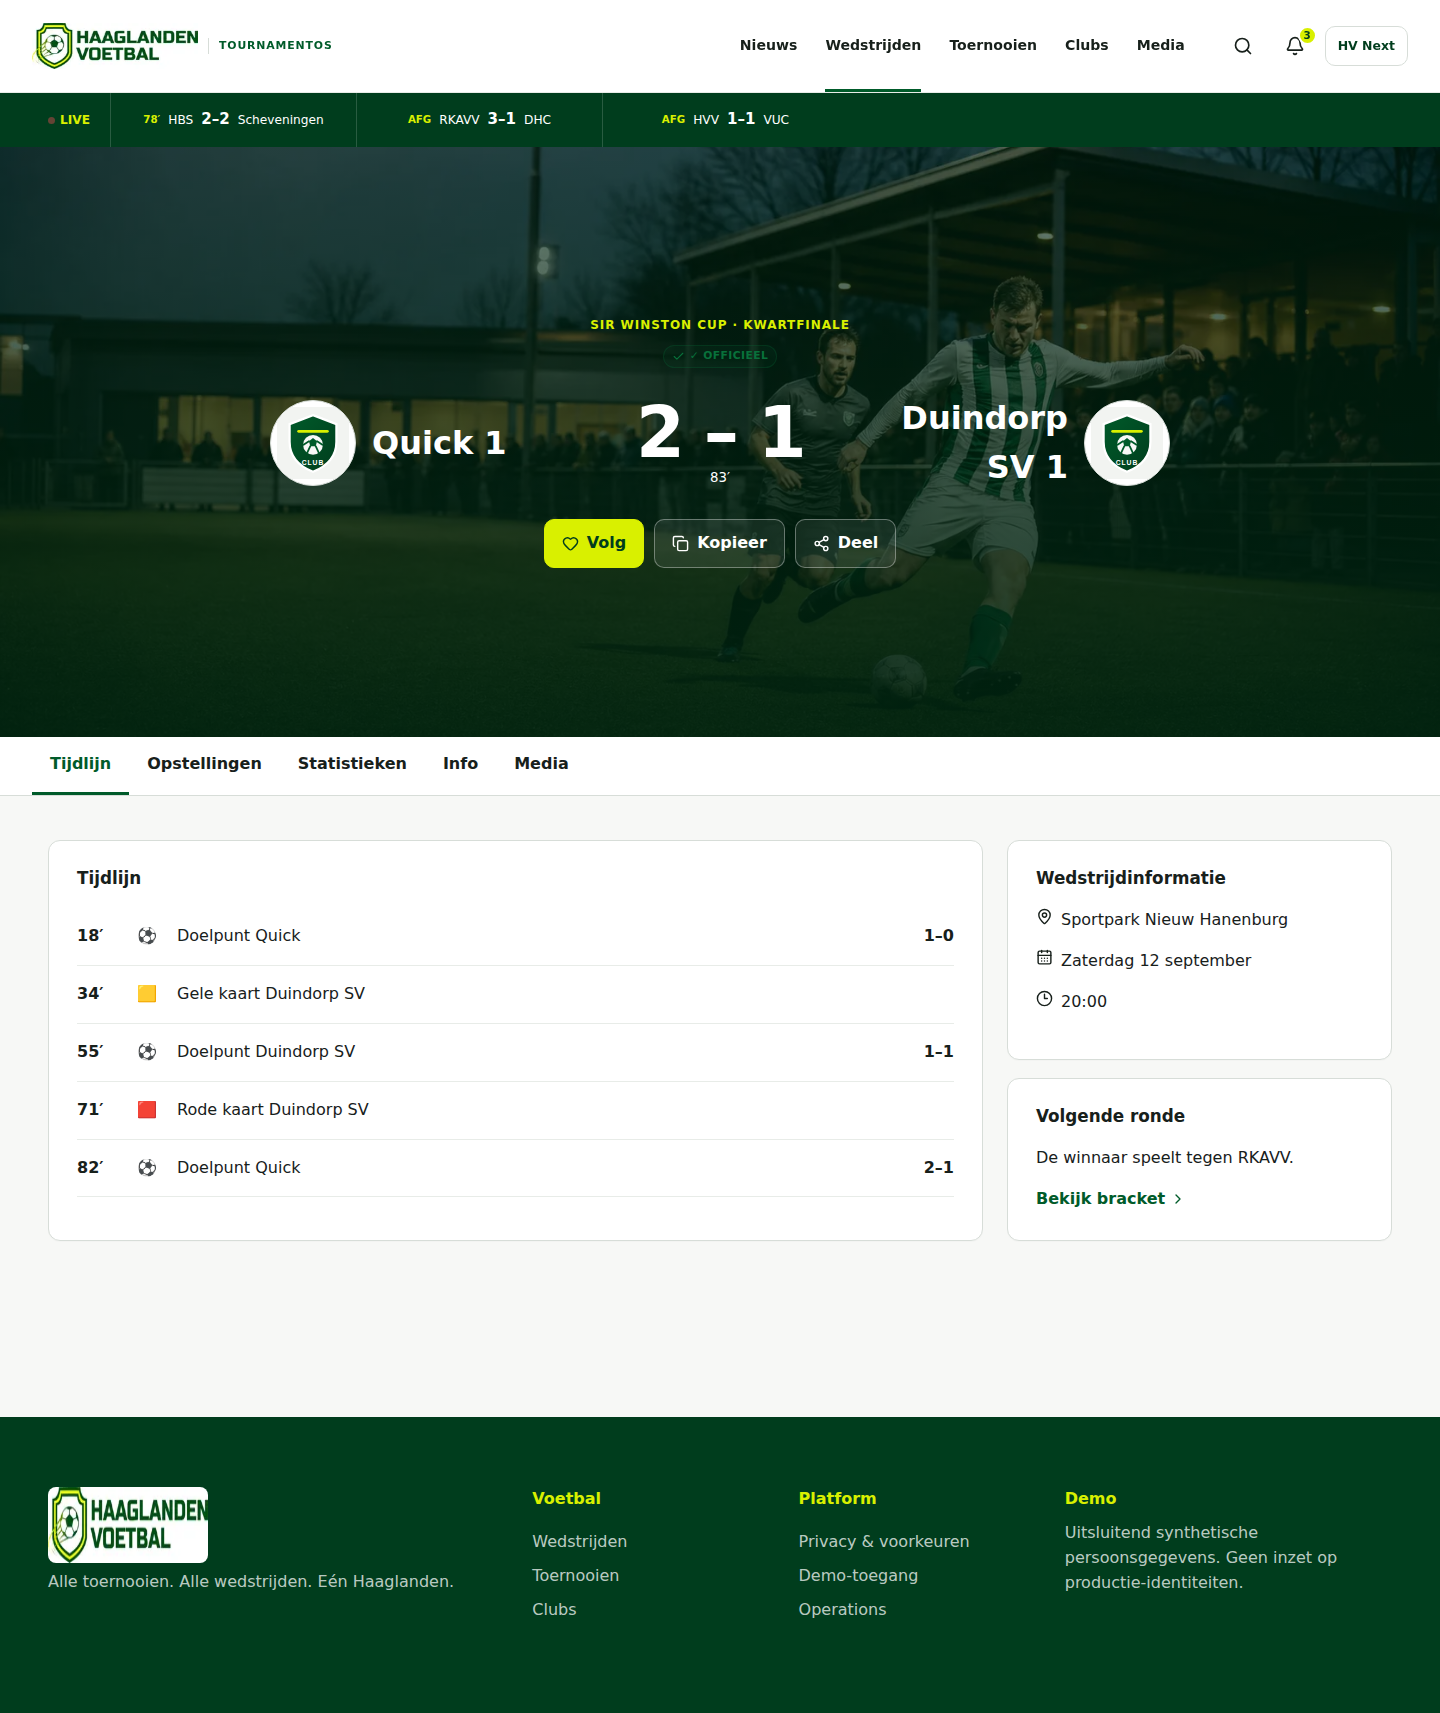 HAAGLANDEN
VOETBAL
TOURNAMENTOS
Nieuws Wedstrijden Toernooien Clubs Media
3
HV Next
LIVE
78′ HBS 2–2 Scheveningen
AFG RKAVV 3–1 DHC
AFG HVV 1–1 VUC
SIR WINSTON CUP · KWARTFINALE
✓ OFFICIEEL
CLUB
Quick 1
2 – 1
83′
Duindorp
SV 1
CLUB
Volg
Kopieer
Deel
Tijdlijn Opstellingen Statistieken Info Media
Tijdlijn
18′ Doelpunt Quick 1–0
34′ Gele kaart Duindorp SV
55′ Doelpunt Duindorp SV 1–1
71′ Rode kaart Duindorp SV
82′ Doelpunt Quick 2–1
Wedstrijdinformatie
Sportpark Nieuw Hanenburg
Zaterdag 12 september
20:00
Volgende ronde
De winnaar speelt tegen RKAVV.
Bekijk bracket
HAAGLANDEN
VOETBAL
Alle toernooien. Alle wedstrijden. Eén Haaglanden.
Voetbal
Wedstrijden
Toernooien
Clubs
Platform
Privacy & voorkeuren
Demo-toegang
Operations
Demo
Uitsluitend synthetische
persoonsgegevens. Geen inzet op
productie-identiteiten.